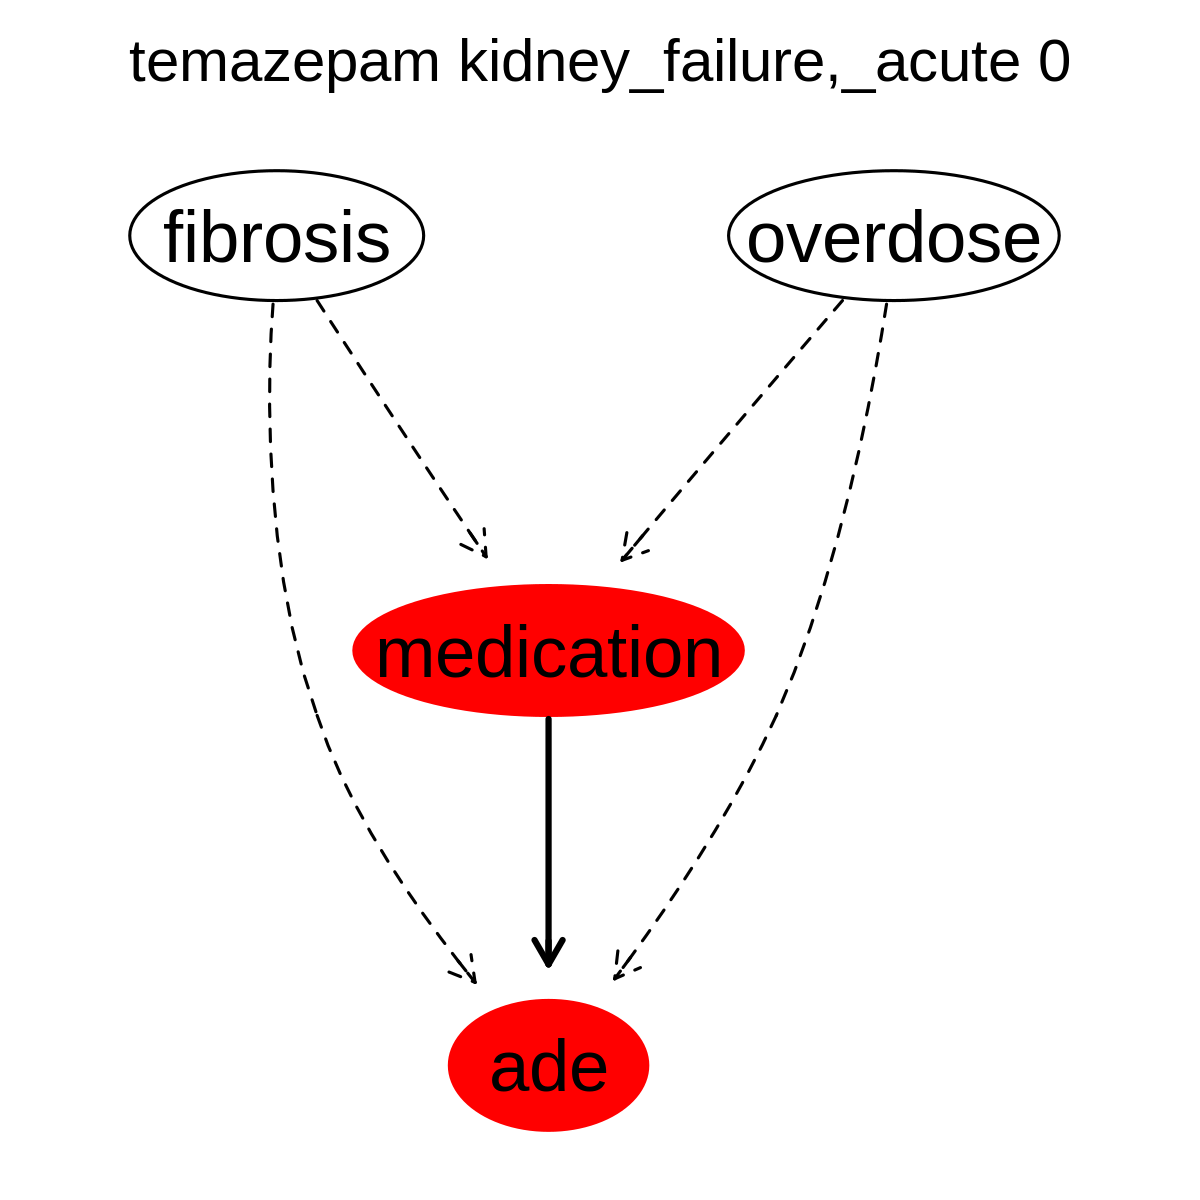 temazepam kidney_failure,_acute 0
fibrosis
overdose
medication
ade